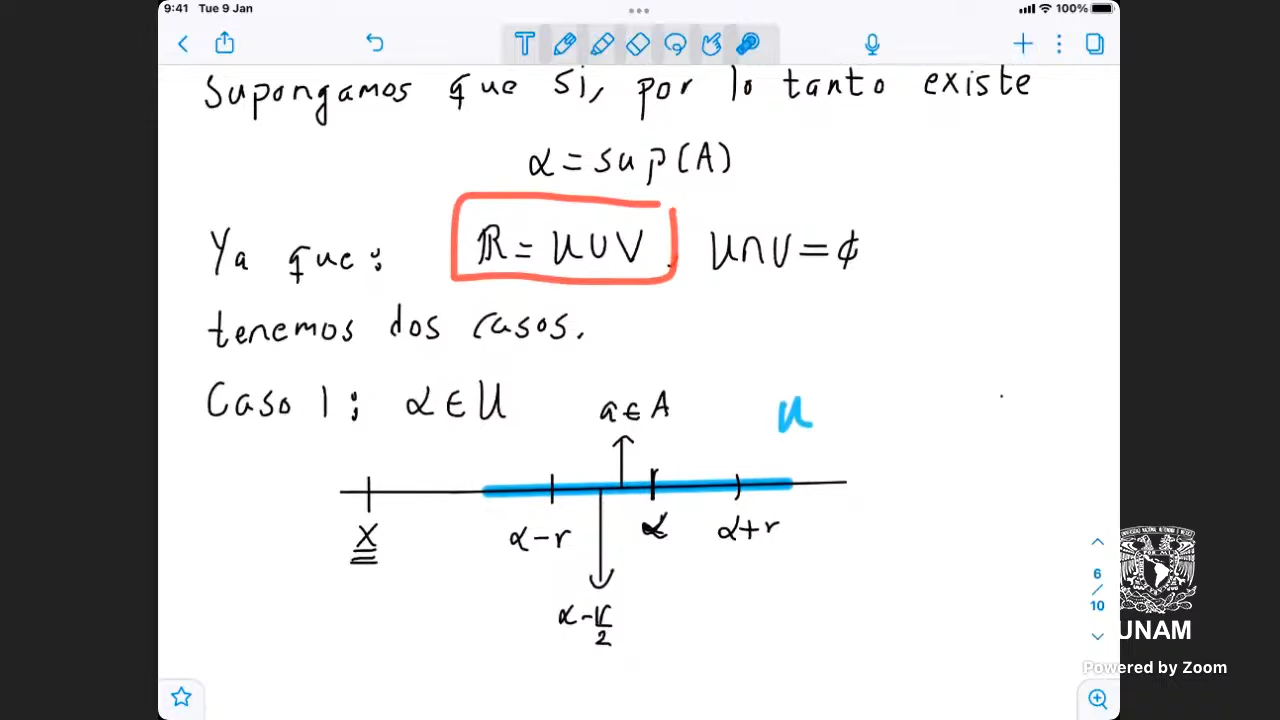 9:41 Tue 9 Jan
100%
Supongamos que si, por lo tanto existe
α = sup(A)
Ya que: ℝ = U ∪ V, U ∩ V = ∅
tenemos dos casos.
Caso 1: α ∈ U
a ∈ A
U
r
x
α - r
α
α + r
α - r/2
6
/
10
UNAM
Powered by Zoom